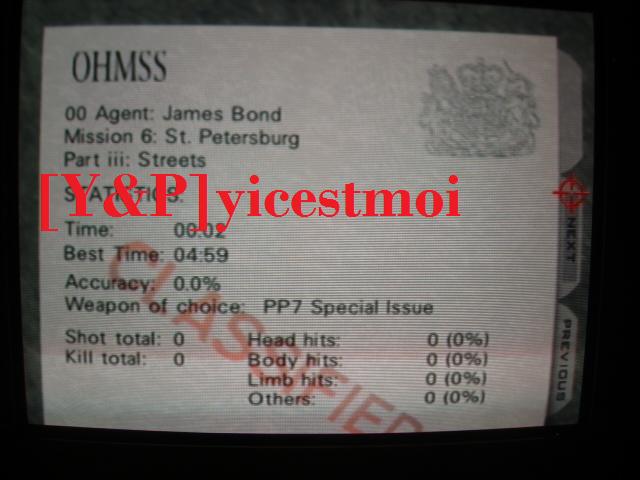 OHMSS
00 Agent: James Bond
Mission 6: St. Petersburg
Part iii: Streets
[Y&P]yicestmoi
STATISTICS:
Time: 00:02
Best Time: 04:59
Accuracy: 0.0%
Weapon of choice: PP7 Special Issue
Shot total: 0 Head hits: 0 (0%)
Kill total: 0 Body hits: 0 (0%)
Limb hits: 0 (0%)
Others: 0 (0%)
CLASSIFIED
NEXT
PREVIOUS